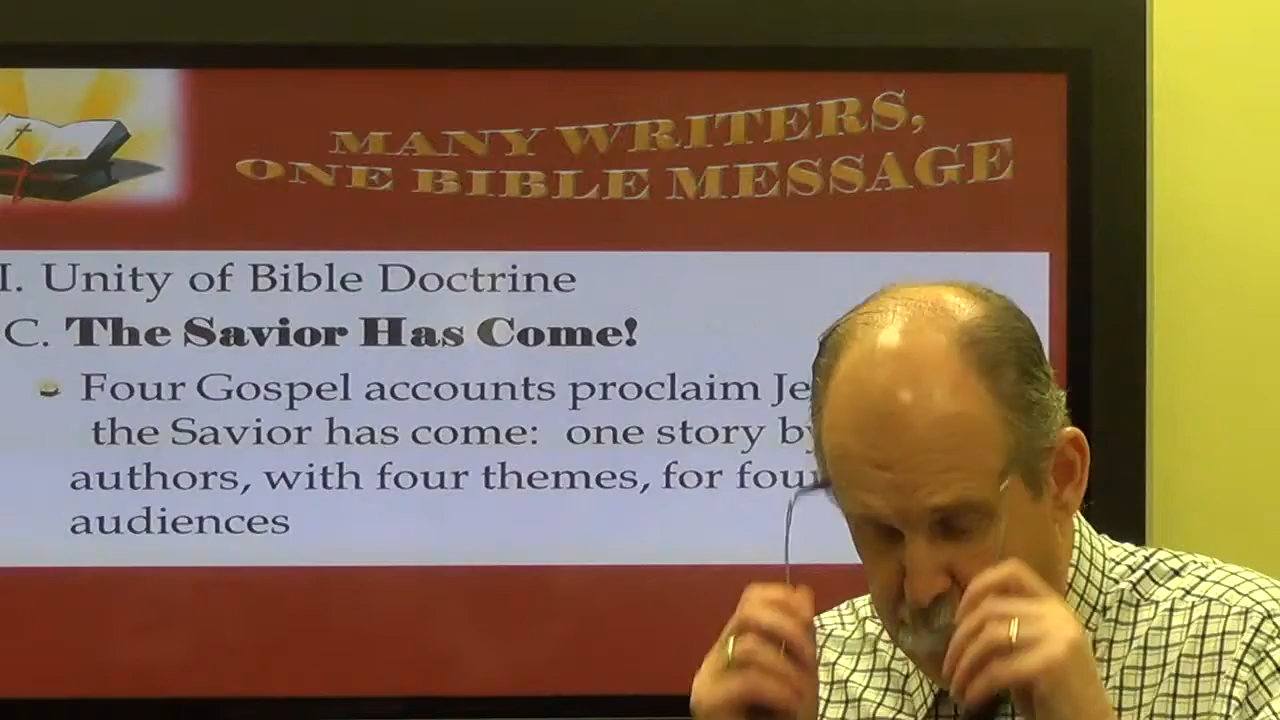 MANY WRITERS,
ONE BIBLE MESSAGE
I. Unity of Bible Doctrine
C. The Savior Has Come!
Four Gospel accounts proclaim
the Savior has come: one story
authors, with four themes, for four
audiences